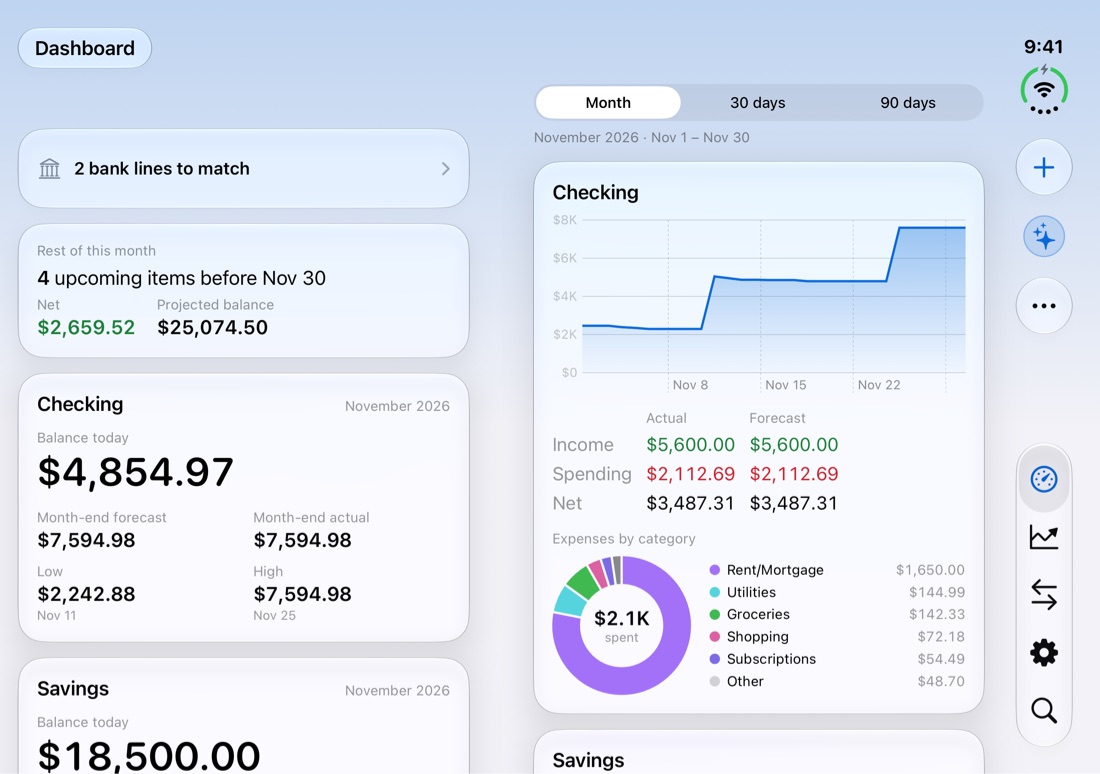 Dashboard
9:41
2 bank lines to match
Rest of this month
4 upcoming items before Nov 30
Net Projected balance
$2,659.52 $25,074.50
Checking November 2026
Balance today
$4,854.97
Month-end forecast Month-end actual
$7,594.98 $7,594.98
Low High
$2,242.88 $7,594.98
Nov 11 Nov 25
Savings November 2026
Balance today
$18,500.00
Month 30 days 90 days
November 2026 · Nov 1 – Nov 30
Checking
$8K
$6K
$4K
$2K
$0
Nov 8 Nov 15 Nov 22
Actual Forecast
Income $5,600.00 $5,600.00
Spending $2,112.69 $2,112.69
Net $3,487.31 $3,487.31
Expenses by category
$2.1K
spent
Rent/Mortgage $1,650.00
Utilities $144.99
Groceries $142.33
Shopping $72.18
Subscriptions $54.49
Other $48.70
Savings